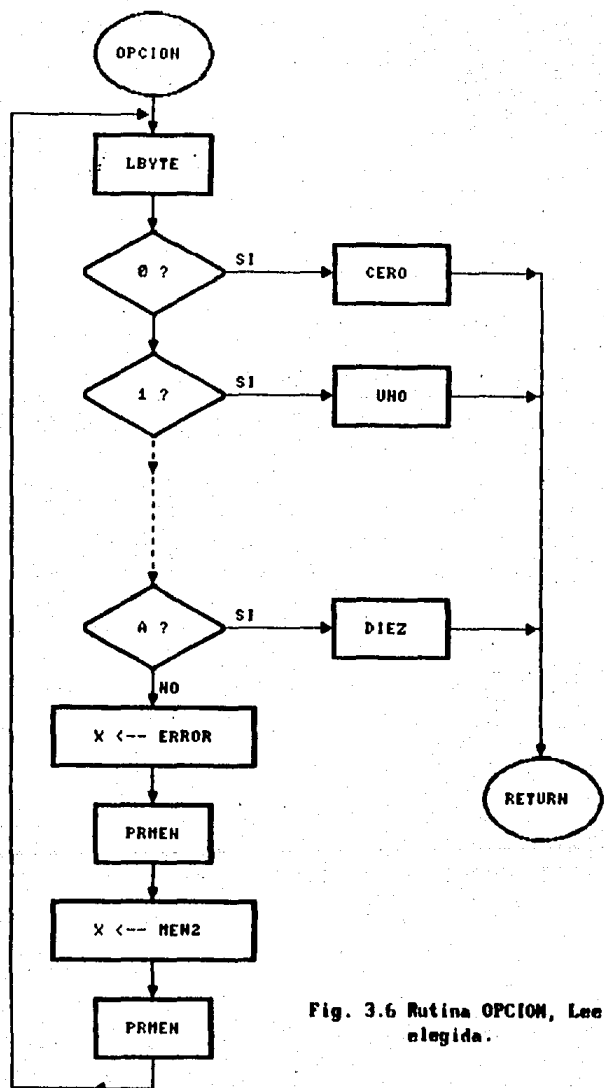 OPCION
LBYTE
0 ?
SI
CERO
1 ?
SI
UNO
A ?
SI
DIEZ
NO
X <-- ERROR
RETURN
PRMEN
X <-- MEN2
PRMEN
Fig. 3.6 Rutina OPCION, Lee
elegida.